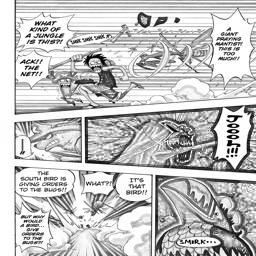 A
GIANT
PRAYING
MANTIS!!
THIS IS
TOO
MUCH!!
WHAT
KIND OF
A JUNGLE
IS THIS?!
ACK!!
THE
NET!!
JOOOL!!!
SMIRK...
IT'S
THAT
BIRD!!
WHAT?!
THE
SOUTH BIRD IS
GIVING ORDERS
TO THE BUGS!!
BUT WHY
WOULD
A BIRD...
GIVE
ORDERS
TO THE
BUGS?!